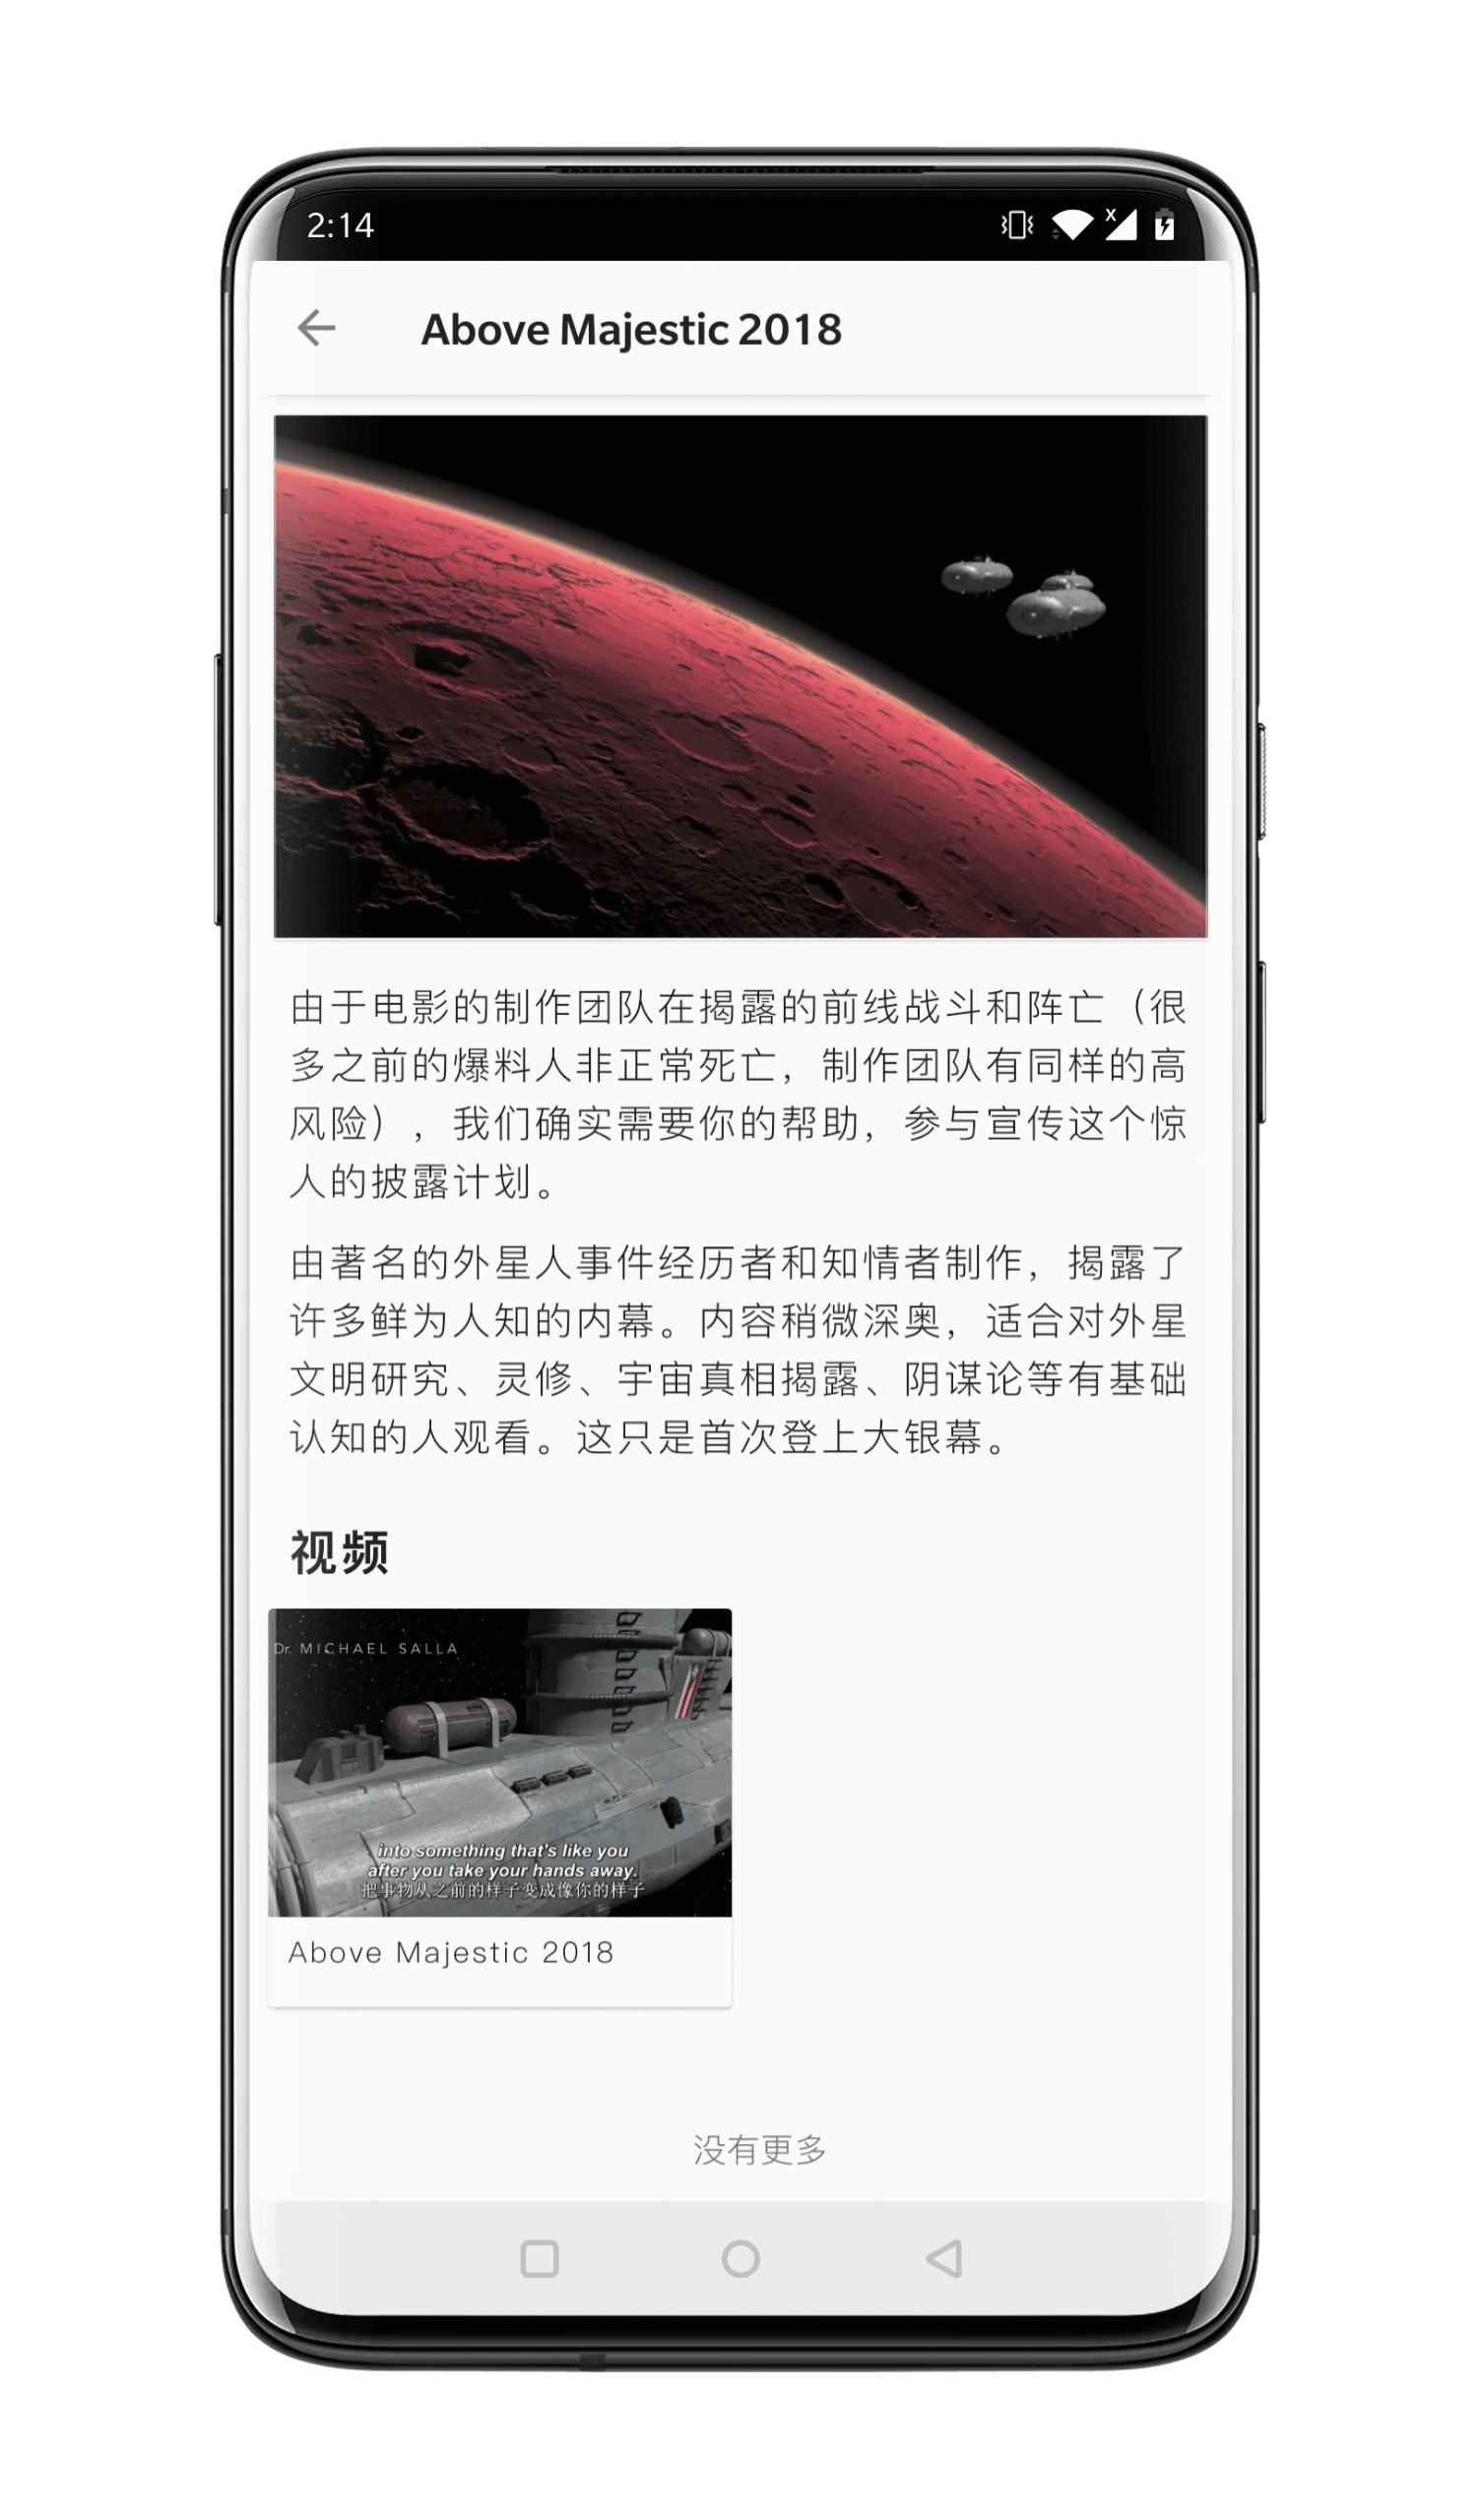 2:14
Above Majestic 2018
由于电影的制作团队在揭露的前线战斗和阵亡（很
多之前的爆料人非正常死亡，制作团队有同样的高
风险），我们确实需要你的帮助，参与宣传这个惊
人的披露计划。
由著名的外星人事件经历者和知情者制作，揭露了
许多鲜为人知的内幕。内容稍微深奥，适合对外星
文明研究、灵修、宇宙真相揭露、阴谋论等有基础
认知的人观看。这只是首次登上大银幕。
视频
Dr. MICHAEL SALLA
into something that's like you
after you take your hands away.
把事物从之前的样子变成像你的样子
Above Majestic 2018
没有更多